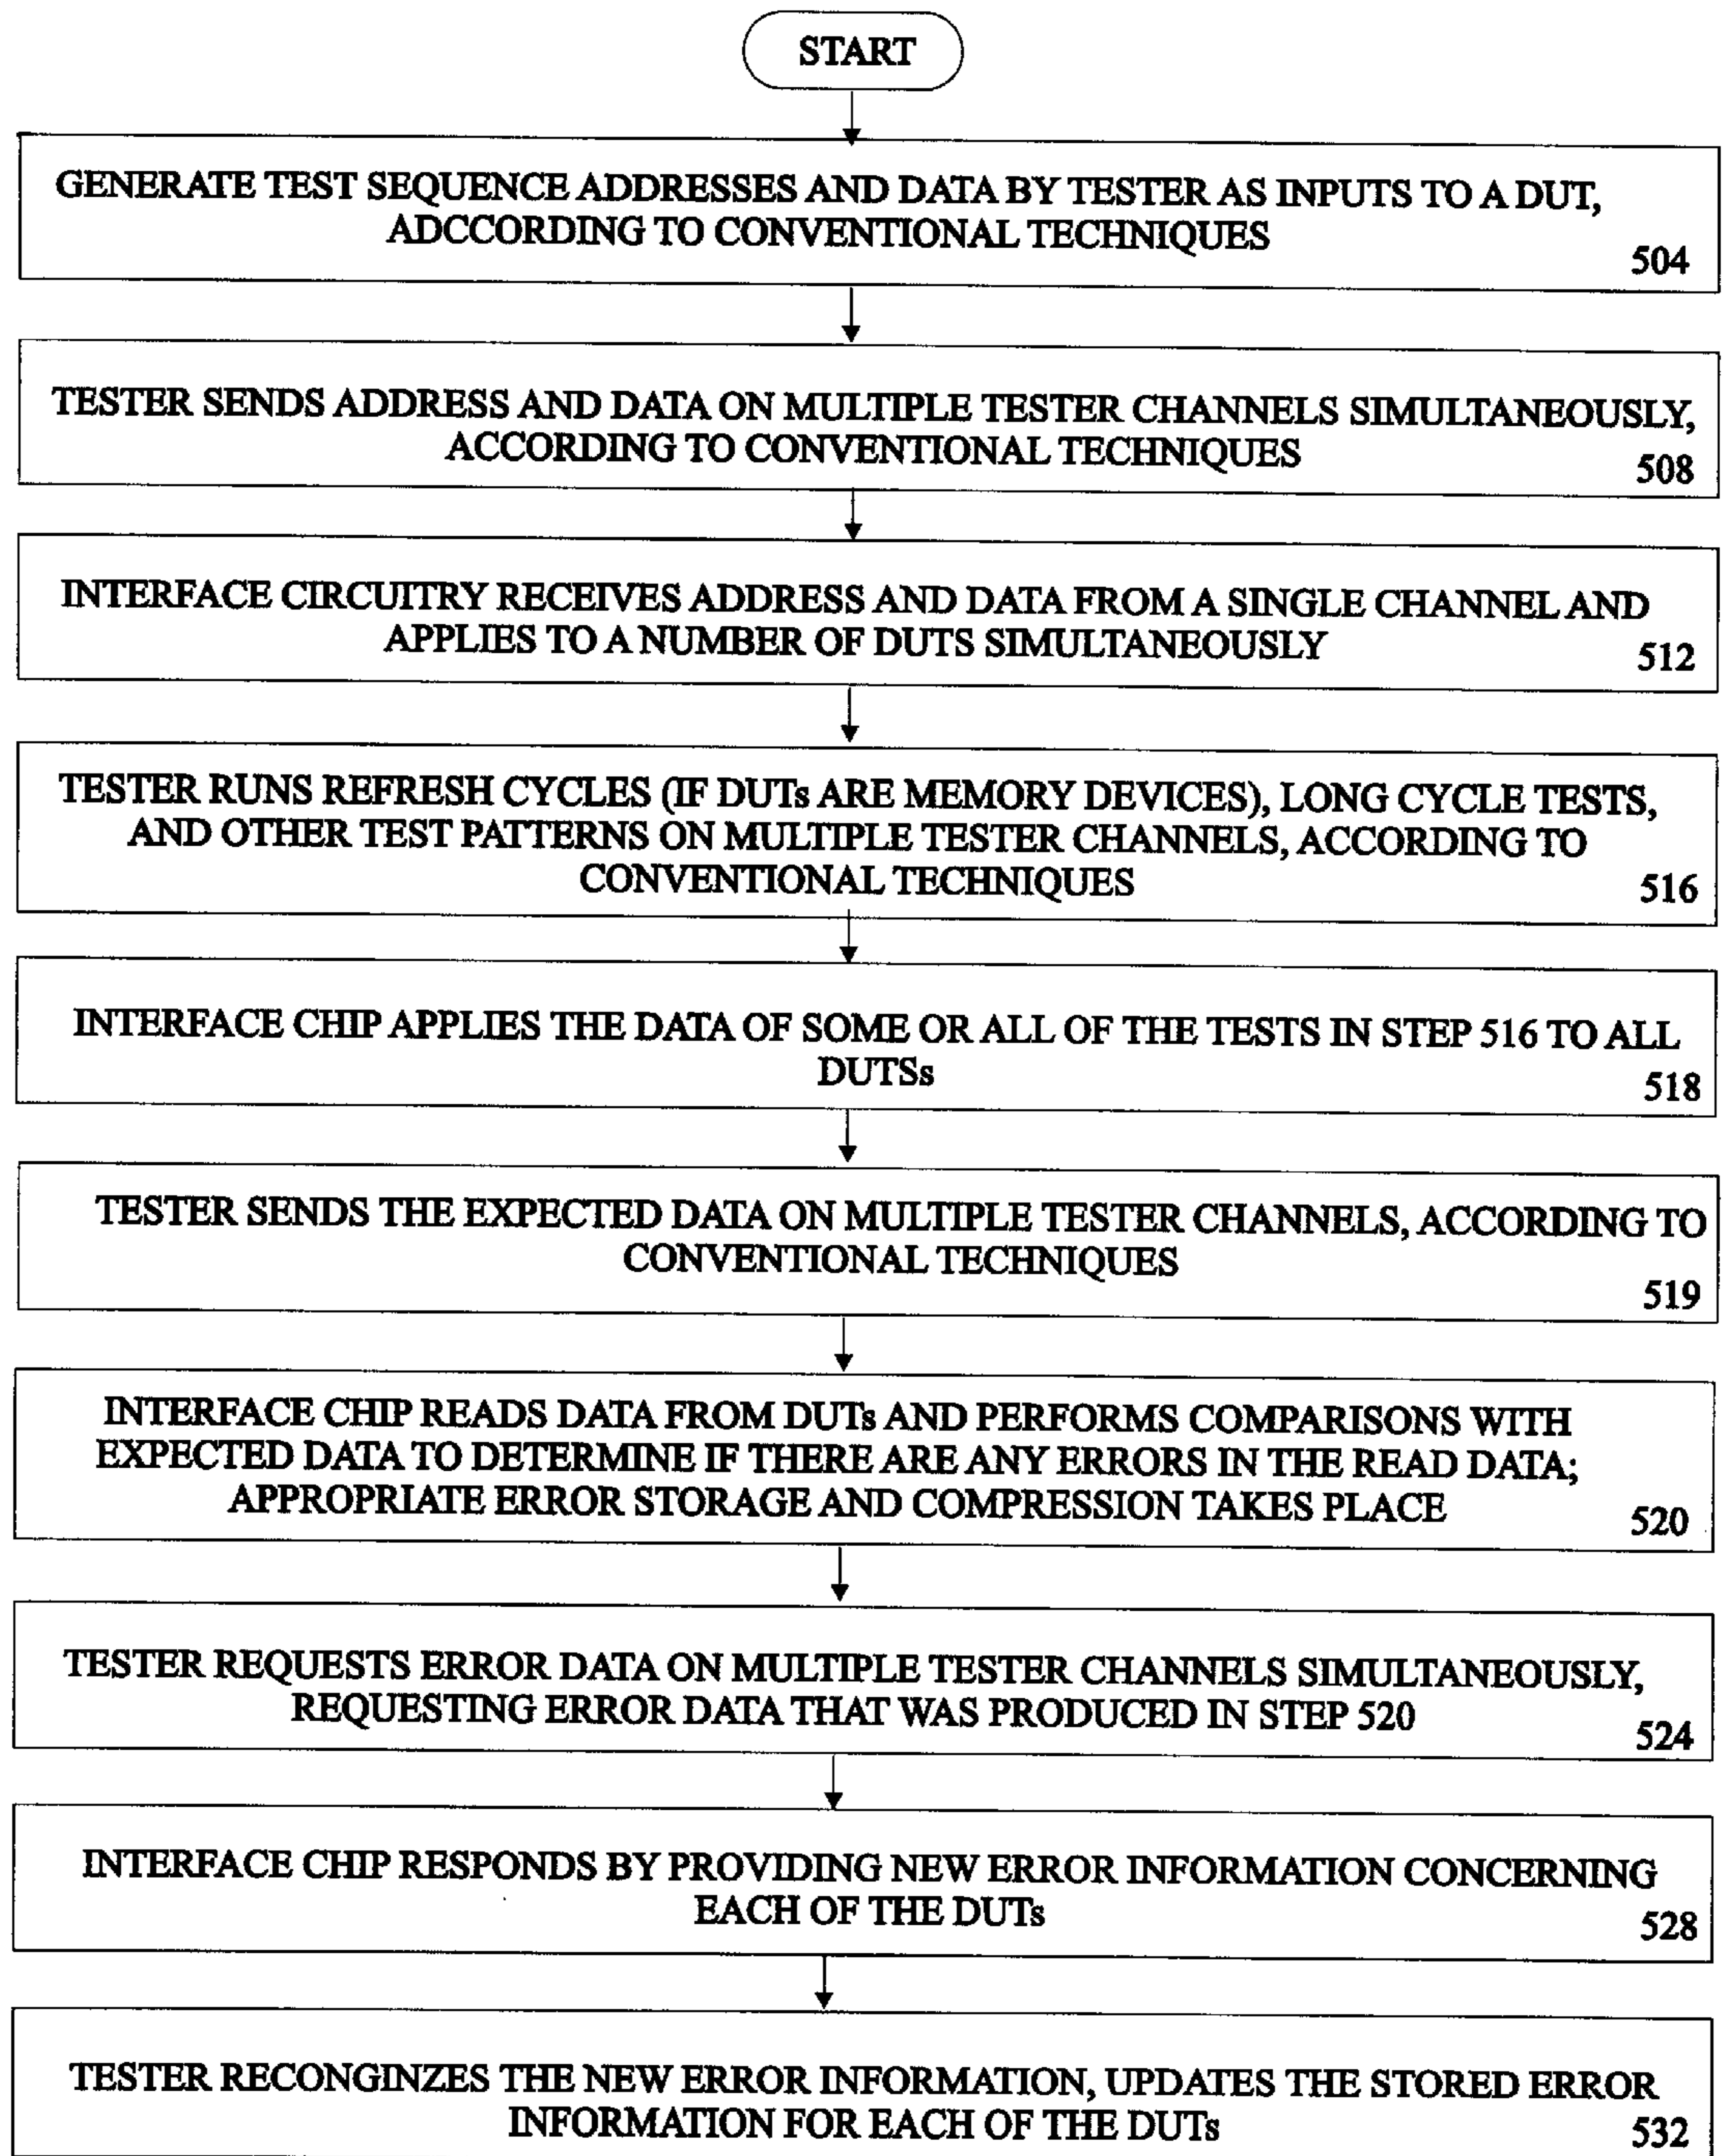 START
GENERATE TEST SEQUENCE ADDRESSES AND DATA BY TESTER AS INPUTS TO A DUT,
ADCCORDING TO CONVENTIONAL TECHNIQUES
504
TESTER SENDS ADDRESS AND DATA ON MULTIPLE TESTER CHANNELS SIMULTANEOUSLY,
ACCORDING TO CONVENTIONAL TECHNIQUES
508
INTERFACE CIRCUITRY RECEIVES ADDRESS AND DATA FROM A SINGLE CHANNEL AND
APPLIES TO A NUMBER OF DUTS SIMULTANEOUSLY
512
TESTER RUNS REFRESH CYCLES (IF DUTs ARE MEMORY DEVICES), LONG CYCLE TESTS,
AND OTHER TEST PATTERNS ON MULTIPLE TESTER CHANNELS, ACCORDING TO
CONVENTIONAL TECHNIQUES
516
INTERFACE CHIP APPLIES THE DATA OF SOME OR ALL OF THE TESTS IN STEP 516 TO ALL
DUTSs
518
TESTER SENDS THE EXPECTED DATA ON MULTIPLE TESTER CHANNELS, ACCORDING TO
CONVENTIONAL TECHNIQUES
519
INTERFACE CHIP READS DATA FROM DUTs AND PERFORMS COMPARISONS WITH
EXPECTED DATA TO DETERMINE IF THERE ARE ANY ERRORS IN THE READ DATA;
APPROPRIATE ERROR STORAGE AND COMPRESSION TAKES PLACE
520
TESTER REQUESTS ERROR DATA ON MULTIPLE TESTER CHANNELS SIMULTANEOUSLY,
REQUESTING ERROR DATA THAT WAS PRODUCED IN STEP 520
524
INTERFACE CHIP RESPONDS BY PROVIDING NEW ERROR INFORMATION CONCERNING
EACH OF THE DUTs
528
TESTER RECONGINZES THE NEW ERROR INFORMATION, UPDATES THE STORED ERROR
INFORMATION FOR EACH OF THE DUTs
532